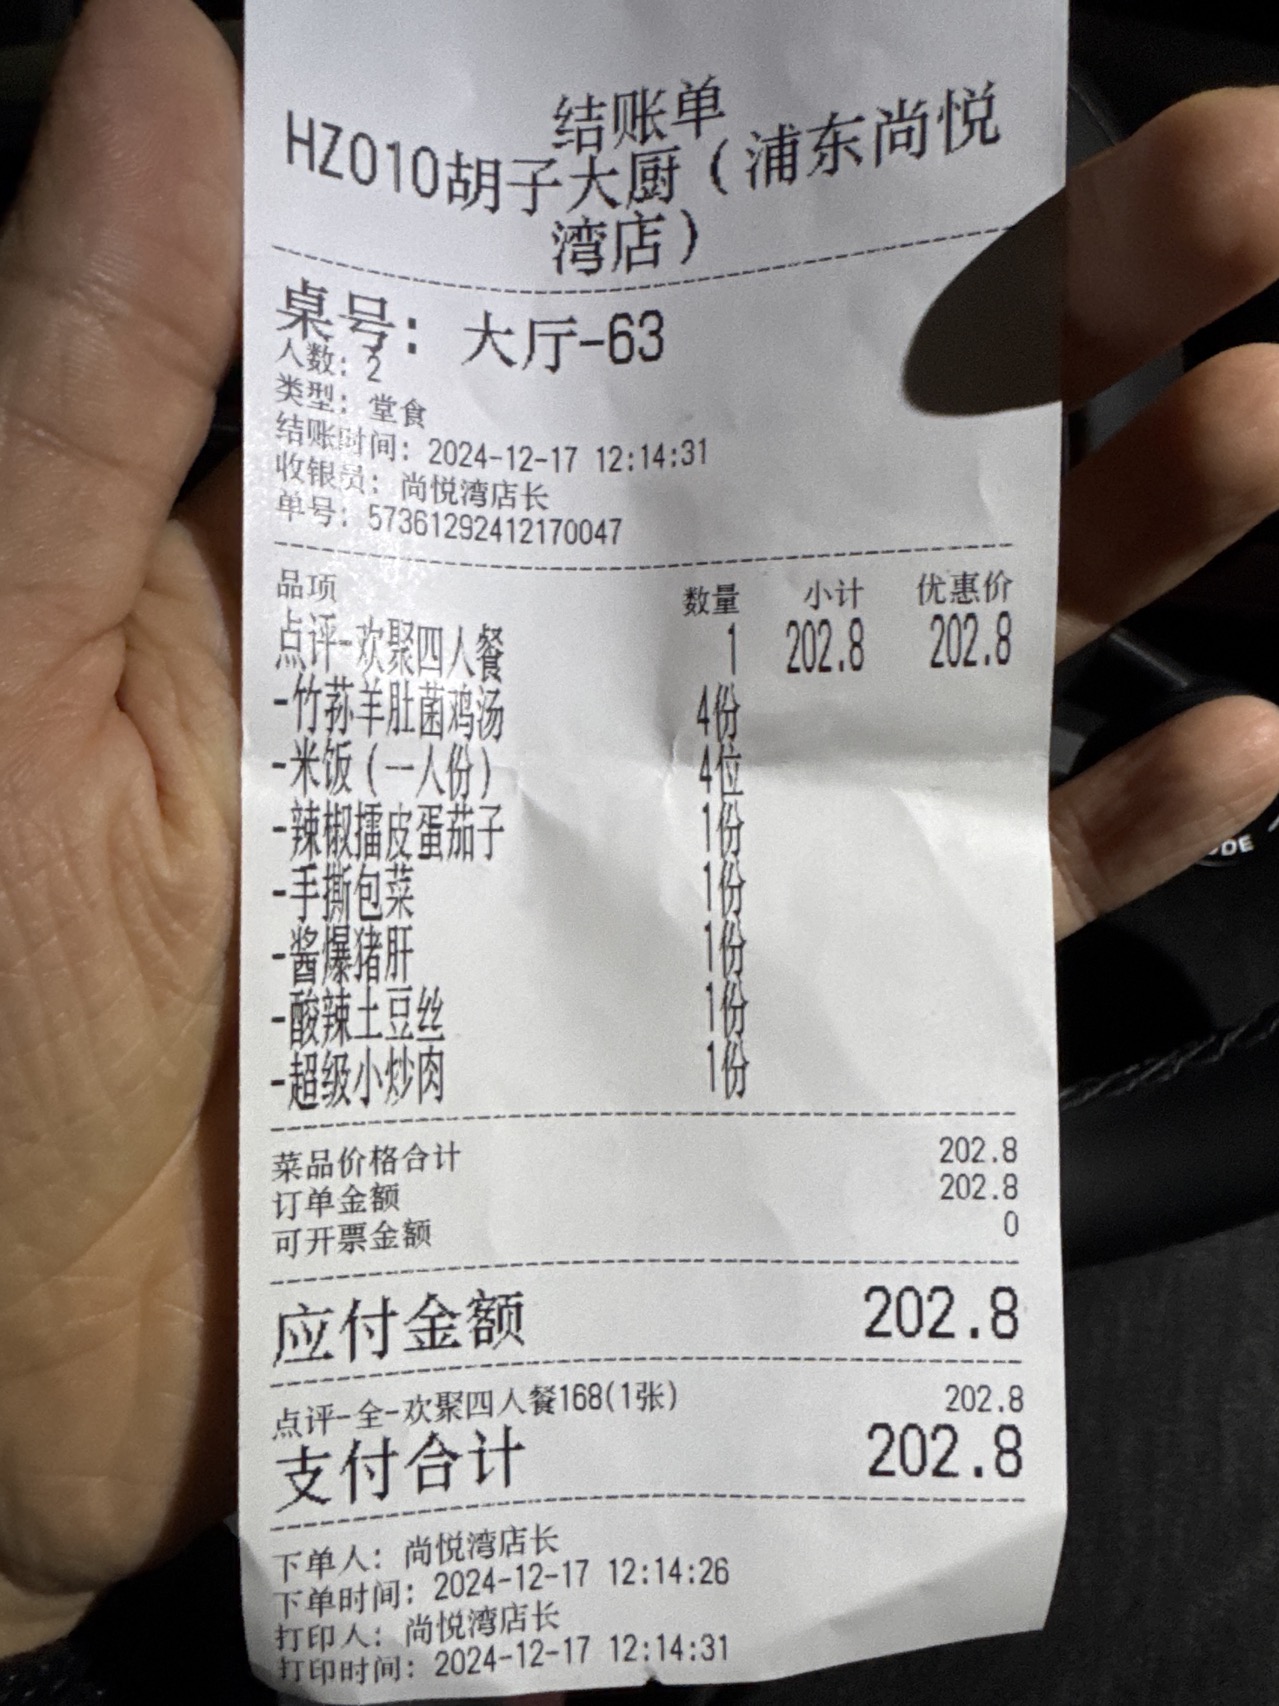 结账单
HZ010胡子大厨(浦东尚悦
湾店)
桌号: 大厅-63
人数: 2
类型: 堂食
结账时间: 2024-12-17 12:14:31
收银员: 尚悦湾店长
单号: 57361292412170047
品项 数量 小计 优惠价
点评-欢聚四人餐 1 202.8 202.8
-竹荪羊肚菌鸡汤 4份
-米饭(一人份) 4位
-辣椒擂皮蛋茄子 1份
-手撕包菜 1份
-酱爆猪肝 1份
-酸辣土豆丝 1份
-超级小炒肉 1份
菜品价格合计 202.8
订单金额 202.8
可开票金额 0
应付金额 202.8
点评-全-欢聚四人餐168(1张) 202.8
支付合计 202.8
下单人: 尚悦湾店长
下单时间: 2024-12-17 12:14:26
打印人: 尚悦湾店长
打印时间: 2024-12-17 12:14:31